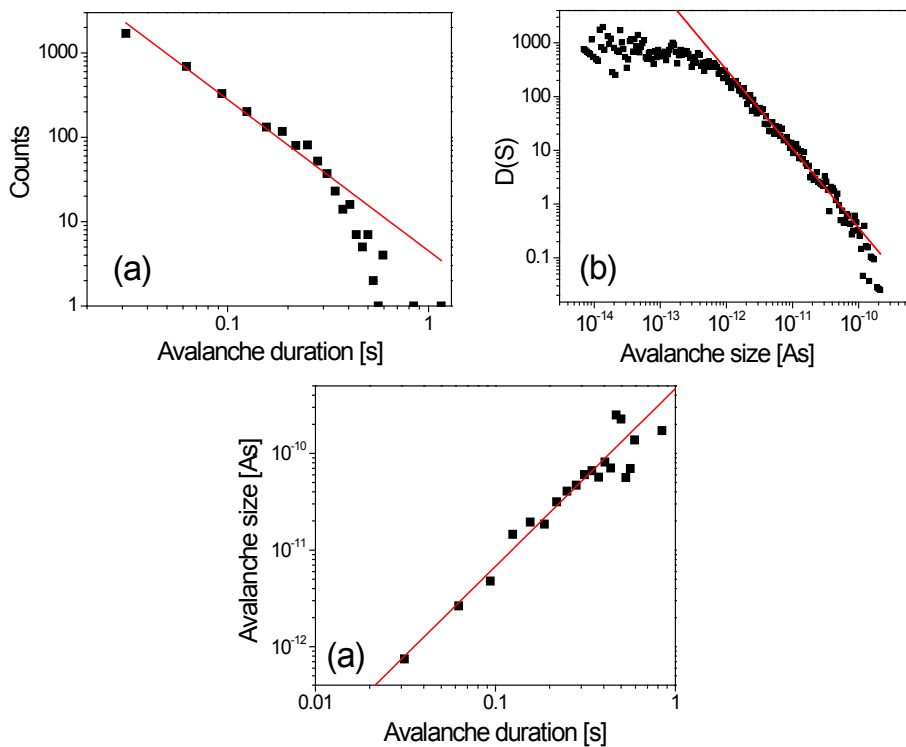 1000
100
10
1
Counts
(a)
0.1
1
Avalanche duration [s]
1000
100
10
1
0.1
D(S)
(b)
10⁻¹⁴
10⁻¹³
10⁻¹²
10⁻¹¹
10⁻¹⁰
Avalanche size [As]
10⁻¹⁰
10⁻¹¹
10⁻¹²
Avalanche size [As]
(a)
0.01
0.1
1
Avalanche duration [s]